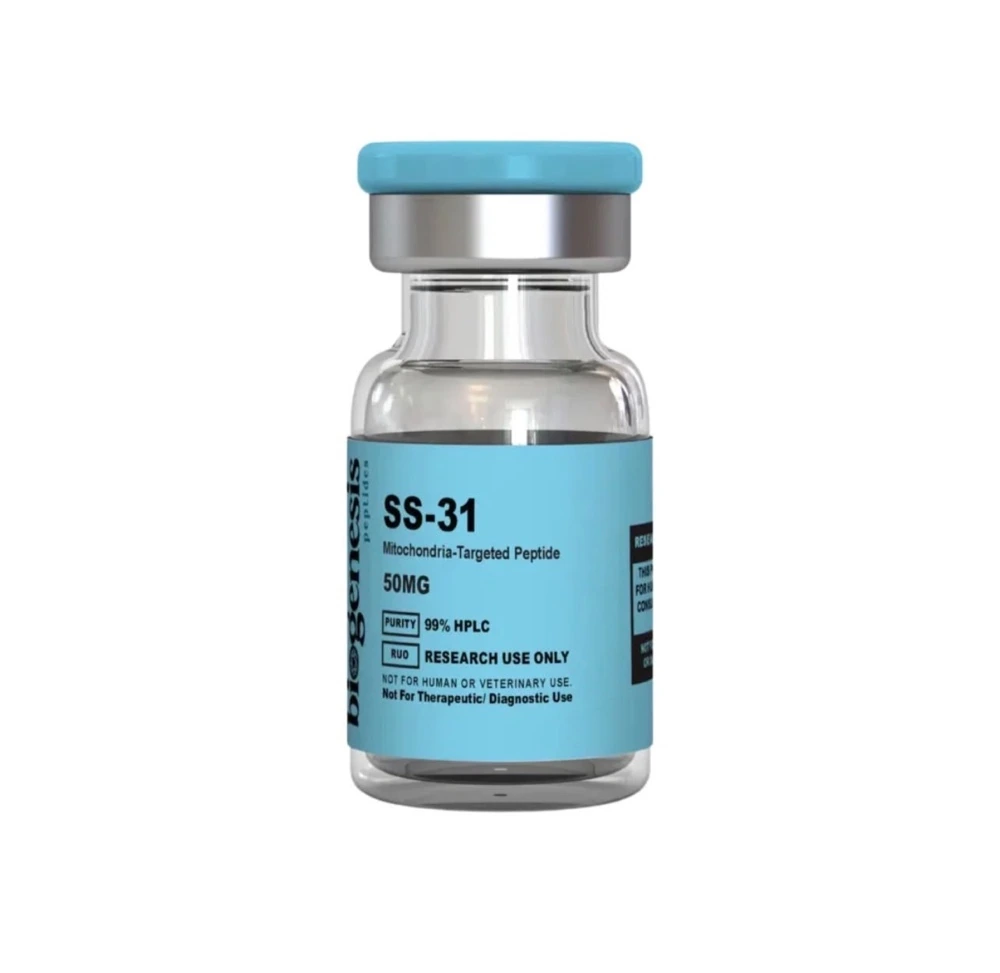 biogenesis
peptides
SS-31
Mitochondria-Targeted Peptide
50MG
PURITY 99% HPLC
RUO RESEARCH USE ONLY
NOT FOR HUMAN OR VETERINARY USE.
Not For Therapeutic/ Diagnostic Use